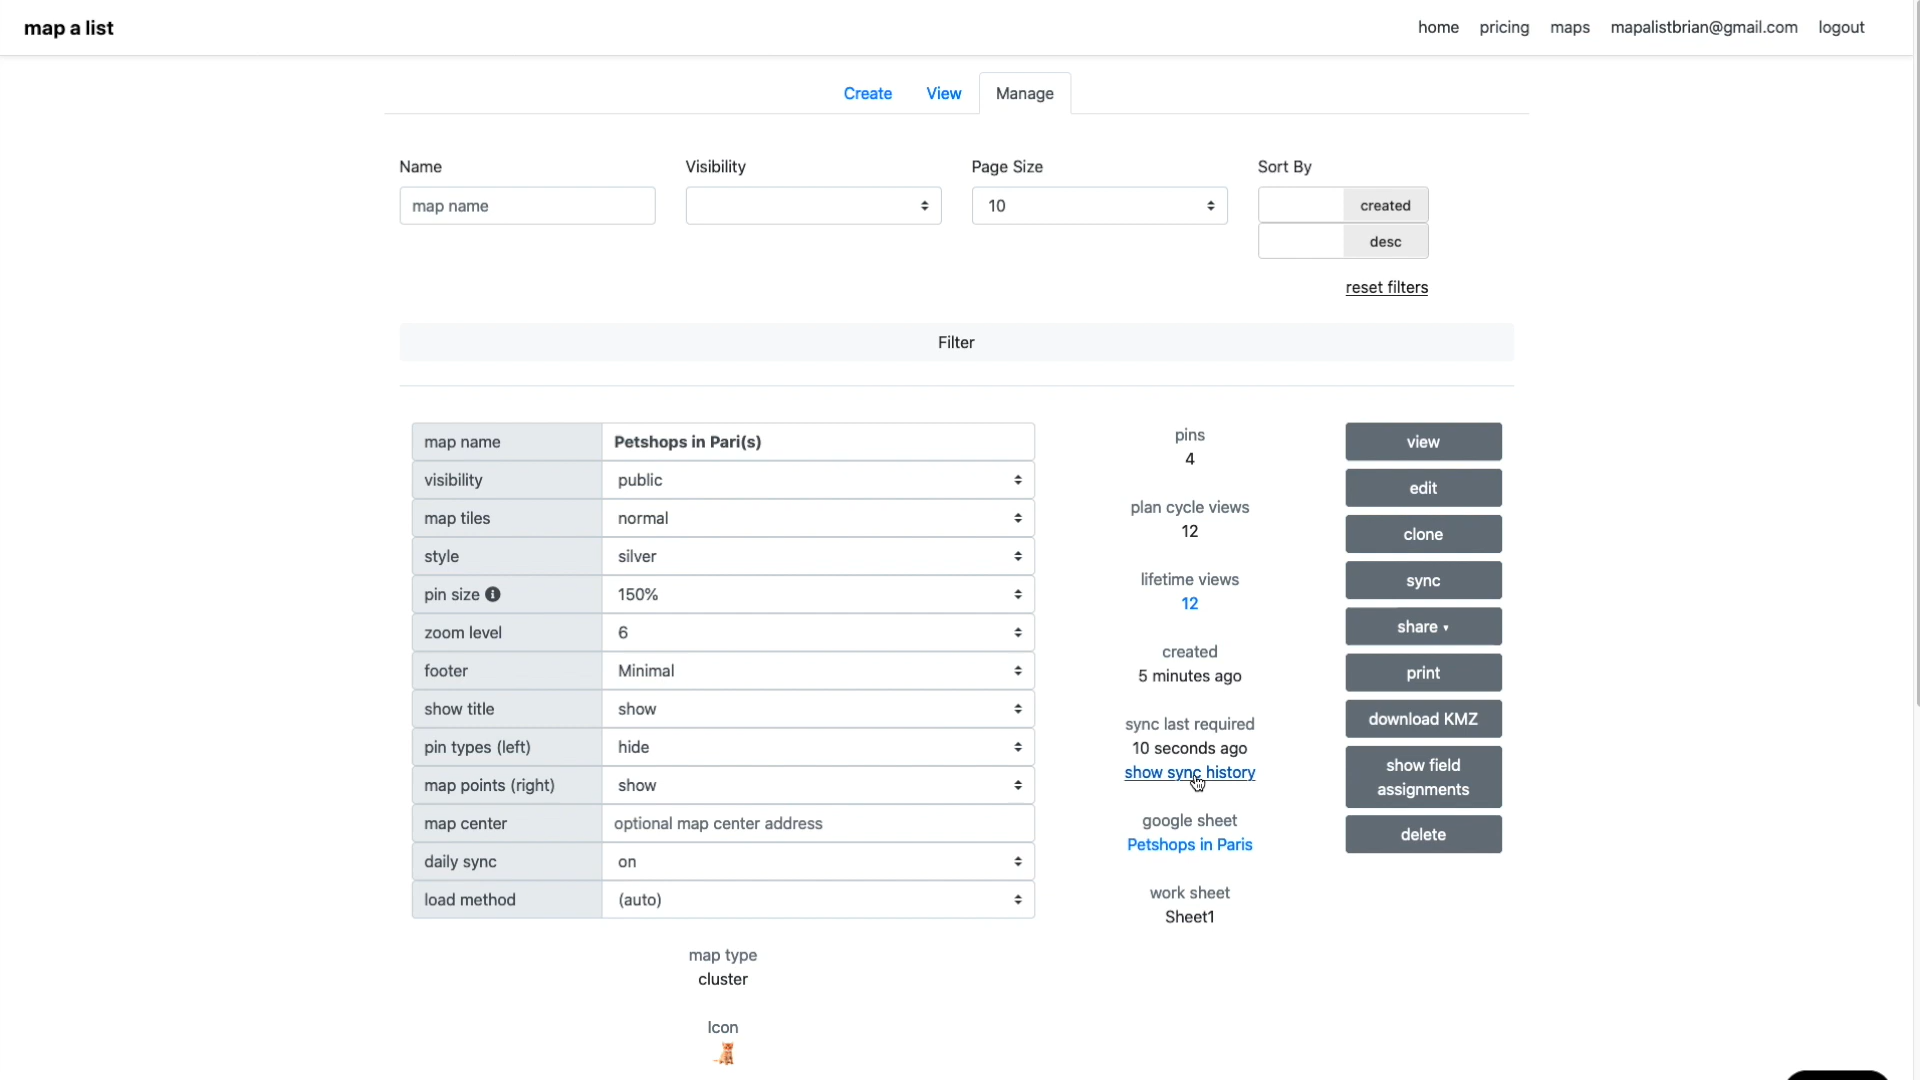 map a list
home pricing maps mapalistbrian@gmail.com logout
Create View Manage
Name Visibility Page Size Sort By
map name 10 created
desc
reset filters
Filter
map name Petshops in Pari(s)
visibility public
map tiles normal
style silver
pin size 150%
zoom level 6
footer Minimal
show title show
pin types (left) hide
map points (right) show
map center optional map center address
daily sync on
load method (auto)
map type
cluster
Icon
pins
4
plan cycle views
12
lifetime views
12
created
5 minutes ago
sync last required
10 seconds ago
show sync history
google sheet
Petshops in Paris
work sheet
Sheet1
view
edit
clone
sync
share ▾
print
download KMZ
show field
assignments
delete